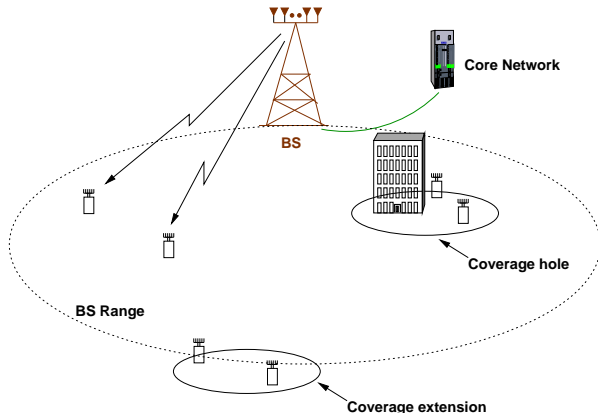 Core Network
BS
Coverage hole
BS Range
Coverage extension